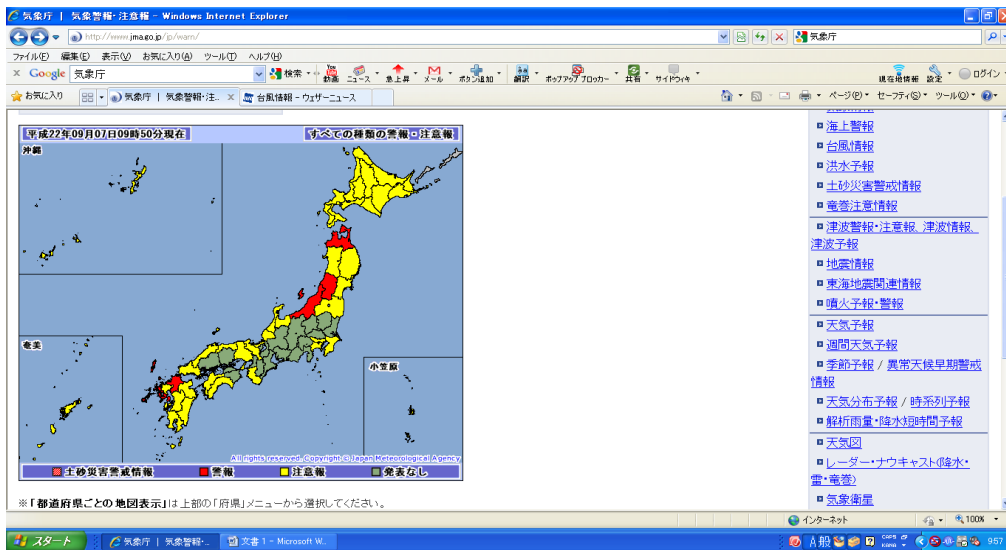 気象庁 | 気象警報・注意報 - Windows Internet Explorer
http://www.jma.go.jp/jp/warn/
気象庁
ファイル(F) 編集(E) 表示(V) お気に入り(A) ツール(T) ヘルプ(H)
× Google 気象庁 検索 動画 ニュース 急上昇 メール ボタン追加 翻訳 ポップアップブロッカー 共有 サイドウィキ 現在地情報 設定 ログイン
お気に入り 気象庁 | 気象警報・注... × 台風情報 - ウェザーニュース ページ(P) セーフティ(S) ツール(O)
平成22年09月07日09時50分現在 すべての種類の警報・注意報
沖縄
奄美
小笠原
All rights reserved. Copyright © Japan Meteorological Agency
土砂災害警戒情報 警報 注意報 発表なし
※「都道府県ごとの地図表示」は上部の「府県」メニューから選択してください。
海上警報
台風情報
洪水予報
土砂災害警戒情報
竜巻注意情報
津波警報・注意報、津波情報、
津波予報
地震情報
東海地震関連情報
噴火予報・警報
天気予報
週間天気予報
季節予報 / 異常天候早期警戒
情報
天気分布予報 / 時系列予報
解析雨量・降水短時間予報
天気図
レーダー・ナウキャスト(降水・
雷・竜巻)
気象衛星
インターネット 100%
スタート 気象庁 | 気象警報・... 文書 1 - Microsoft W... A 般 CAPS KANA 9:57